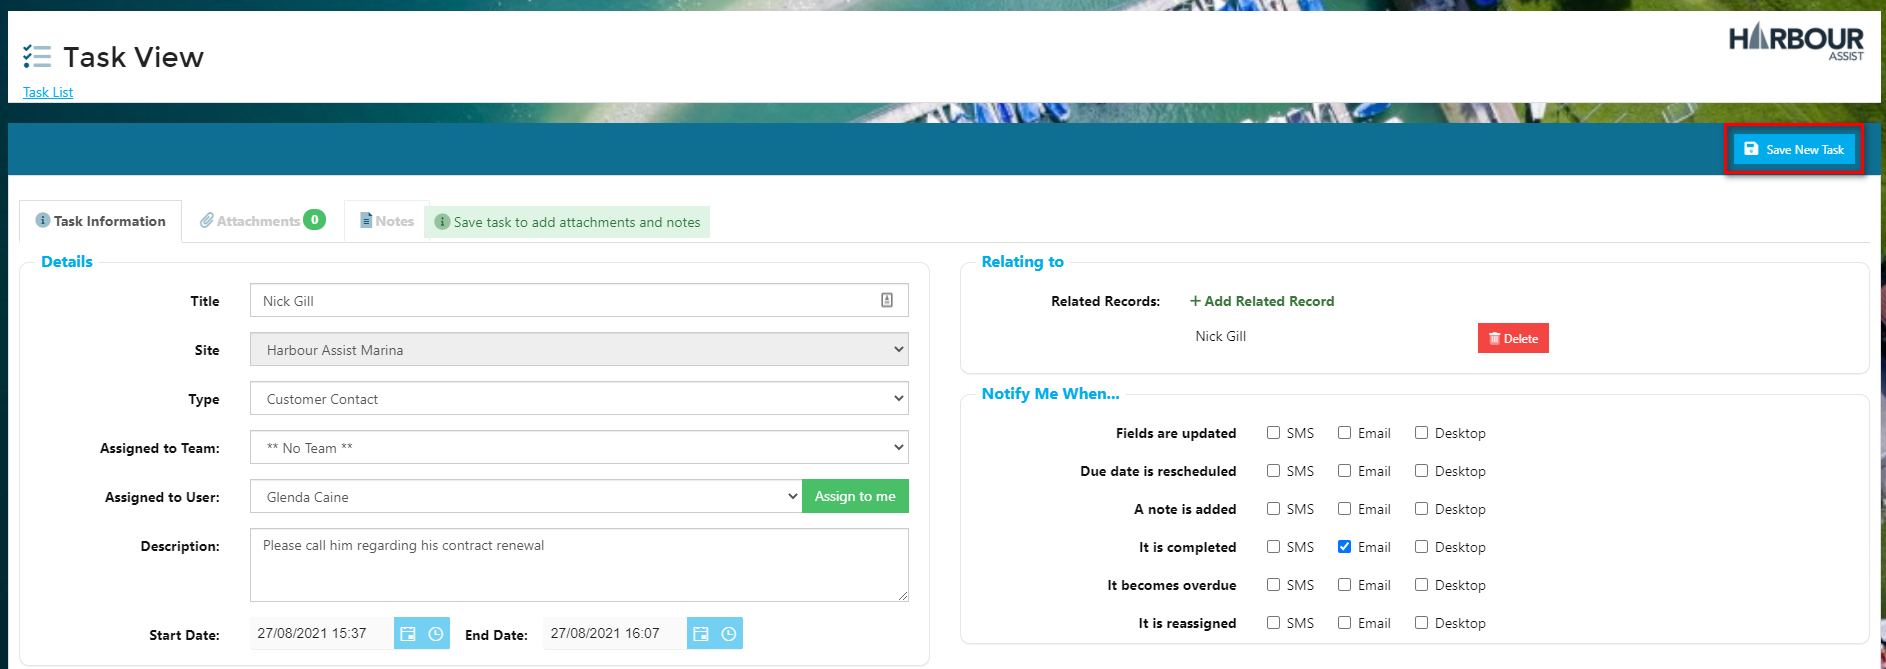 Task View
HARBOUR
ASSIST
Task List
Save New Task
Task Information
Attachments 0
Notes
Save task to add attachments and notes
Details
Title
Nick Gill
Site
Harbour Assist Marina
Type
Customer Contact
Assigned to Team:
** No Team **
Assigned to User:
Glenda Caine
Assign to me
Description:
Please call him regarding his contract renewal
Start Date:
27/08/2021 15:37
End Date:
27/08/2021 16:07
Relating to
Related Records:
+ Add Related Record
Nick Gill
Delete
Notify Me When...
Fields are updated SMS Email Desktop
Due date is rescheduled SMS Email Desktop
A note is added SMS Email Desktop
It is completed SMS Email Desktop
It becomes overdue SMS Email Desktop
It is reassigned SMS Email Desktop